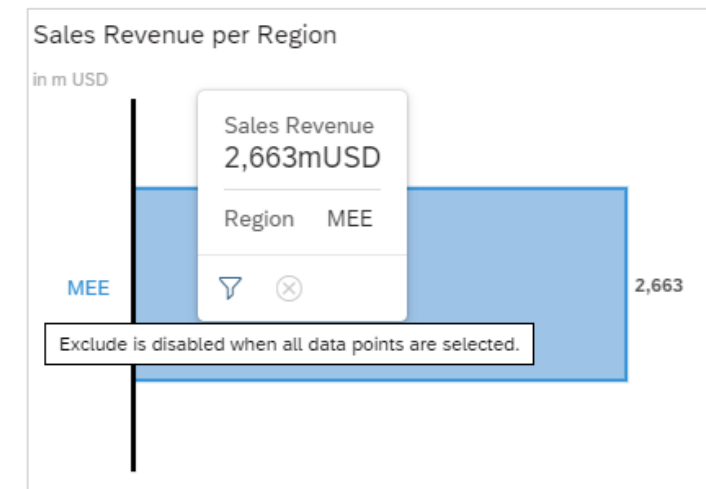 Sales Revenue per Region
in m USD
Sales Revenue
2,663mUSD
Region MEE
MEE
2,663
Exclude is disabled when all data points are selected.